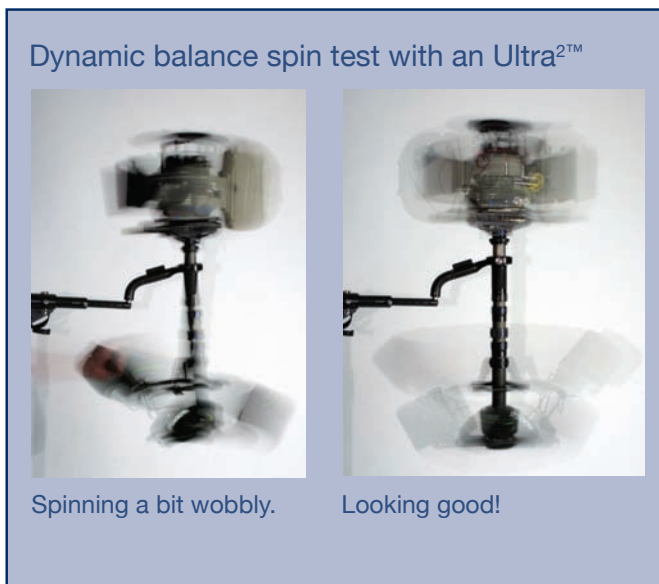 Dynamic balance spin test with an Ultra²™
Spinning a bit wobbly.
Looking good!